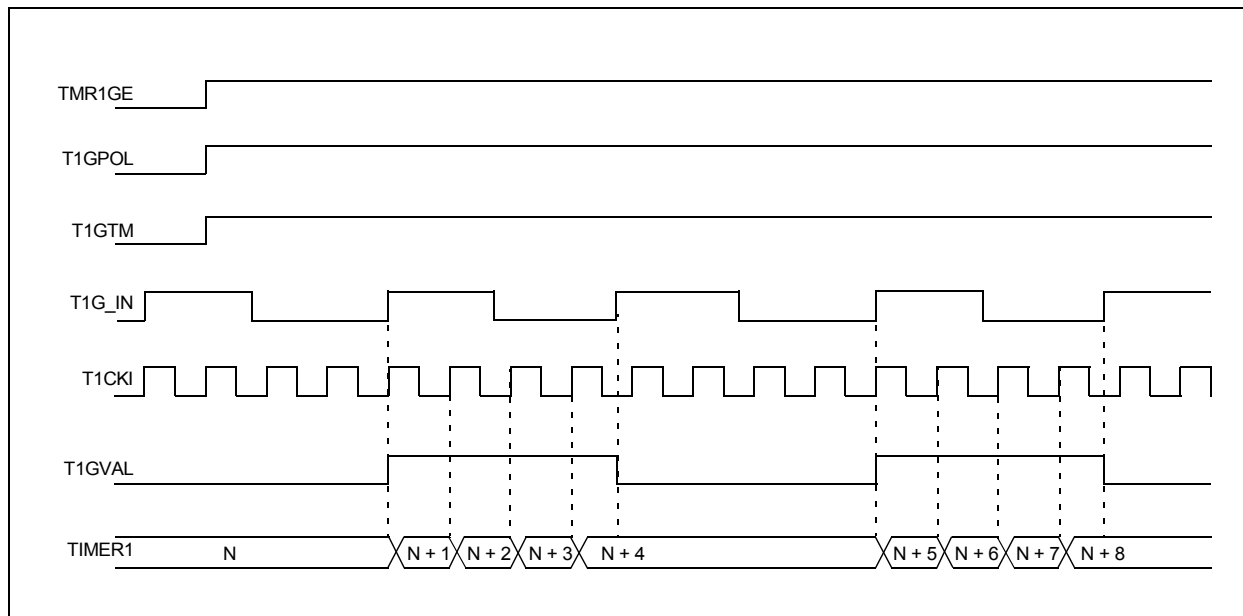 TMR1GE
T1GPOL
T1GTM
T1G_IN
T1CKI
T1GVAL
TIMER1 N N + 1 N + 2 N + 3 N + 4 N + 5 N + 6 N + 7 N + 8